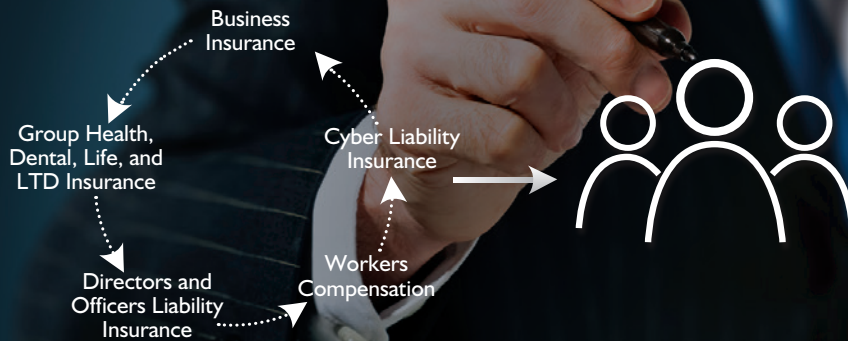 Business
Insurance
Group Health,
Dental, Life, and
LTD Insurance
Directors and
Officers Liability
Insurance
Workers
Compensation
Cyber Liability
Insurance